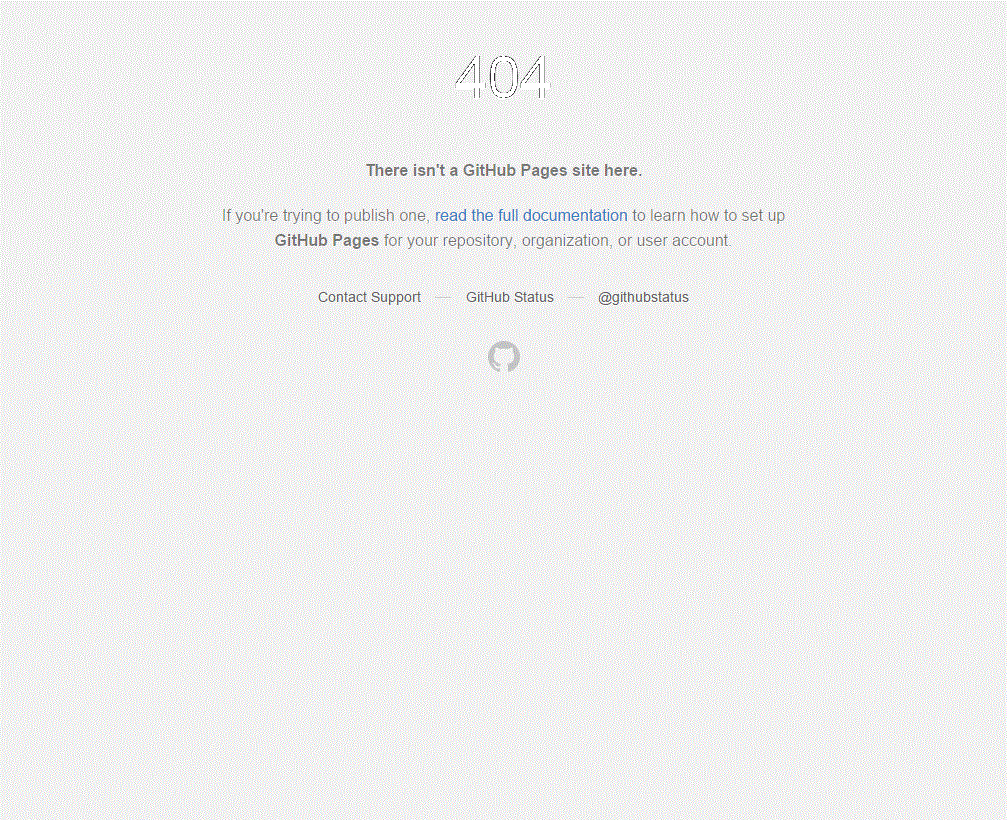 404
There isn't a GitHub Pages site here.
If you're trying to publish one, read the full documentation to learn how to set up
GitHub Pages for your repository, organization, or user account.
Contact Support — GitHub Status — @githubstatus